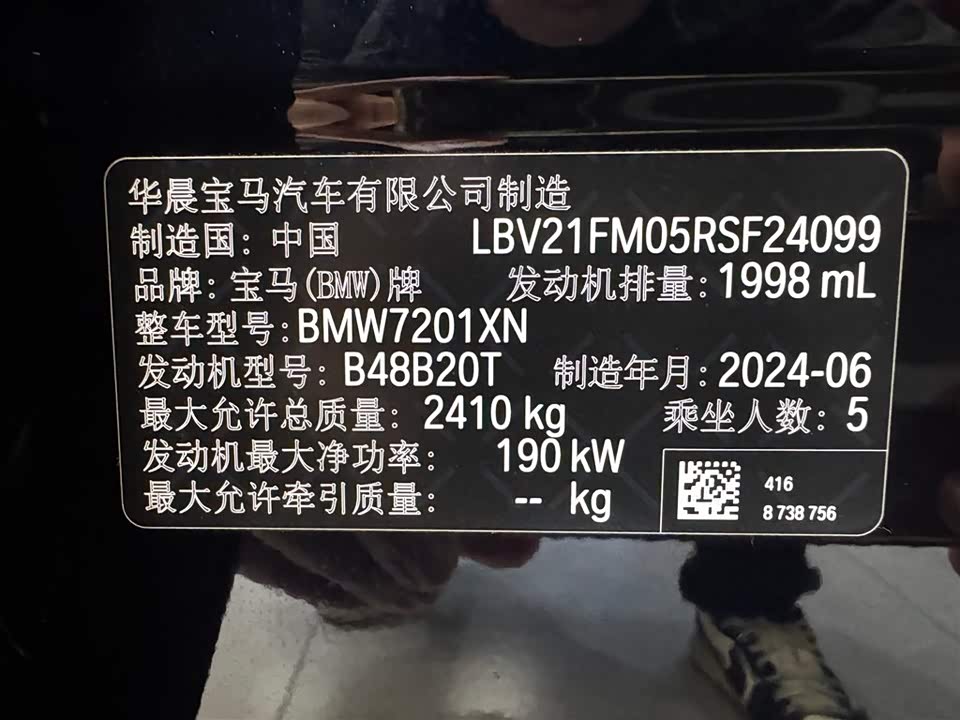 华晨宝马汽车有限公司制造
制造国：中国 LBV21FM05RSF24099
品牌：宝马(BMW)牌 发动机排量：1998 mL
整车型号：BMW7201XN
发动机型号：B48B20T 制造年月：2024-06
最大允许总质量：2410 kg 乘坐人数：5
发动机最大净功率： 190 kW
最大允许牵引质量： -- kg
416
8 738 756